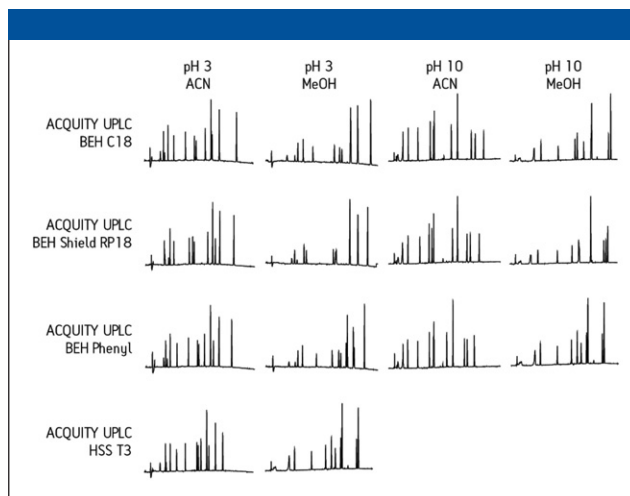 pH 3
ACN
pH 3
MeOH
pH 10
ACN
pH 10
MeOH
ACQUITY UPLC
BEH C18
ACQUITY UPLC
BEH Shield RP18
ACQUITY UPLC
BEH Phenyl
ACQUITY UPLC
HSS T3